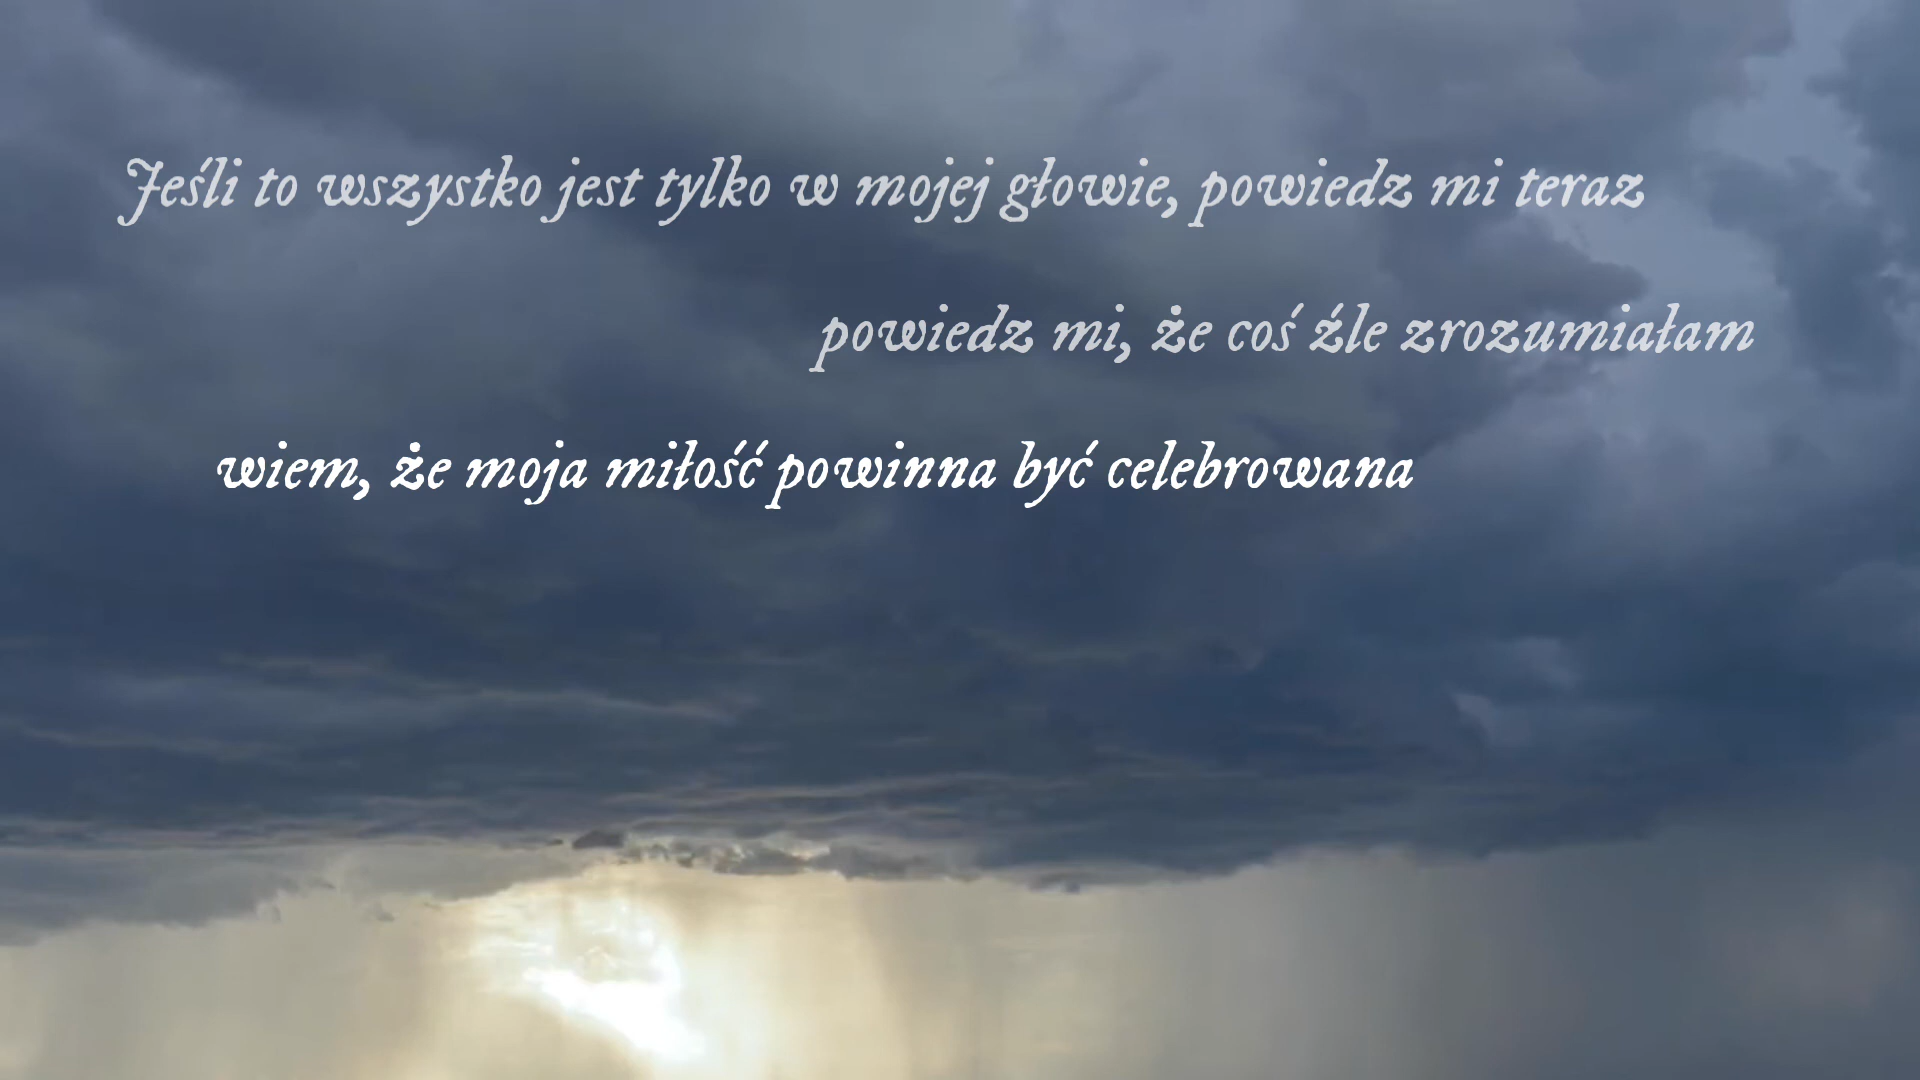 Jeśli to wszystko jest tylko w mojej głowie, powiedz mi teraz
powiedz mi, że coś źle zrozumiałam
wiem, że moja miłość powinna być celebrowana